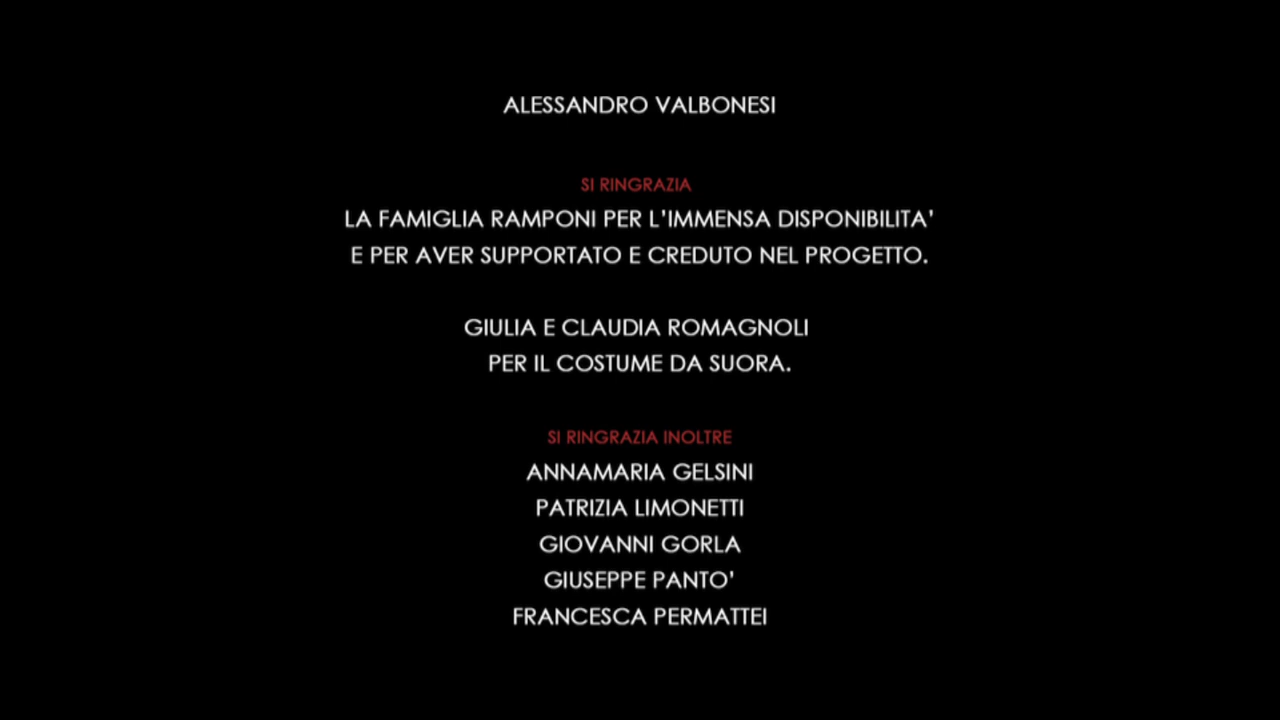 ALESSANDRO VALBONESI
SI RINGRAZIA
LA FAMIGLIA RAMPONI PER L'IMMENSA DISPONIBILITA'
E PER AVER SUPPORTATO E CREDUTO NEL PROGETTO.
GIULIA E CLAUDIA ROMAGNOLI
PER IL COSTUME DA SUORA.
SI RINGRAZIA INOLTRE
ANNAMARIA GELSINI
PATRIZIA LIMONETTI
GIOVANNI GORLA
GIUSEPPE PANTO'
FRANCESCA PERMATTEI